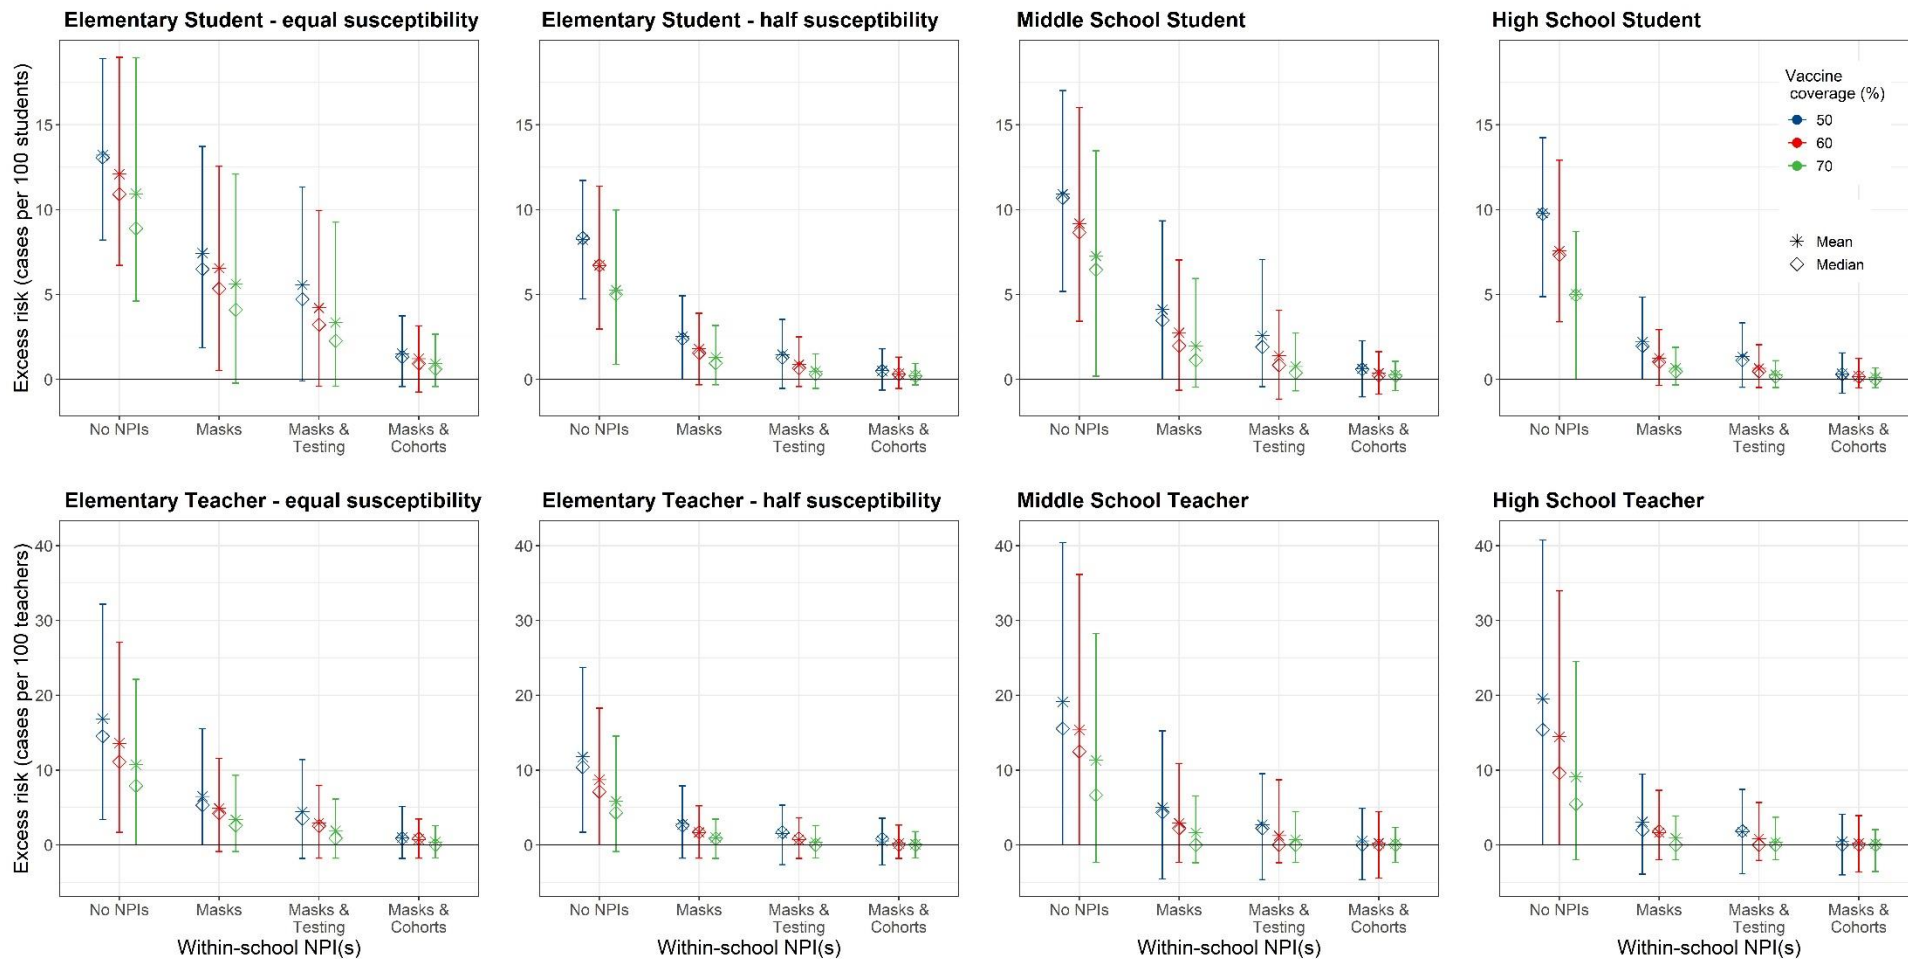 Elementary Student - equal susceptibility
Elementary Student - half susceptibility
Middle School Student
High School Student
Excess risk (cases per 100 students)
15
10
5
0
No NPIs
Masks
Masks &
Testing
Masks &
Cohorts
15
10
5
0
No NPIs
Masks
Masks &
Testing
Masks &
Cohorts
15
10
5
0
No NPIs
Masks
Masks &
Testing
Masks &
Cohorts
15
10
5
0
No NPIs
Masks
Masks &
Testing
Masks &
Cohorts
Vaccine
coverage (%)
50
60
70
Mean
Median
Elementary Teacher - equal susceptibility
Elementary Teacher - half susceptibility
Middle School Teacher
High School Teacher
Excess risk (cases per 100 teachers)
40
30
20
10
0
No NPIs
Masks
Masks &
Testing
Masks &
Cohorts
Within-school NPI(s)
40
30
20
10
0
No NPIs
Masks
Masks &
Testing
Masks &
Cohorts
Within-school NPI(s)
40
30
20
10
0
No NPIs
Masks
Masks &
Testing
Masks &
Cohorts
Within-school NPI(s)
40
30
20
10
0
No NPIs
Masks
Masks &
Testing
Masks &
Cohorts
Within-school NPI(s)